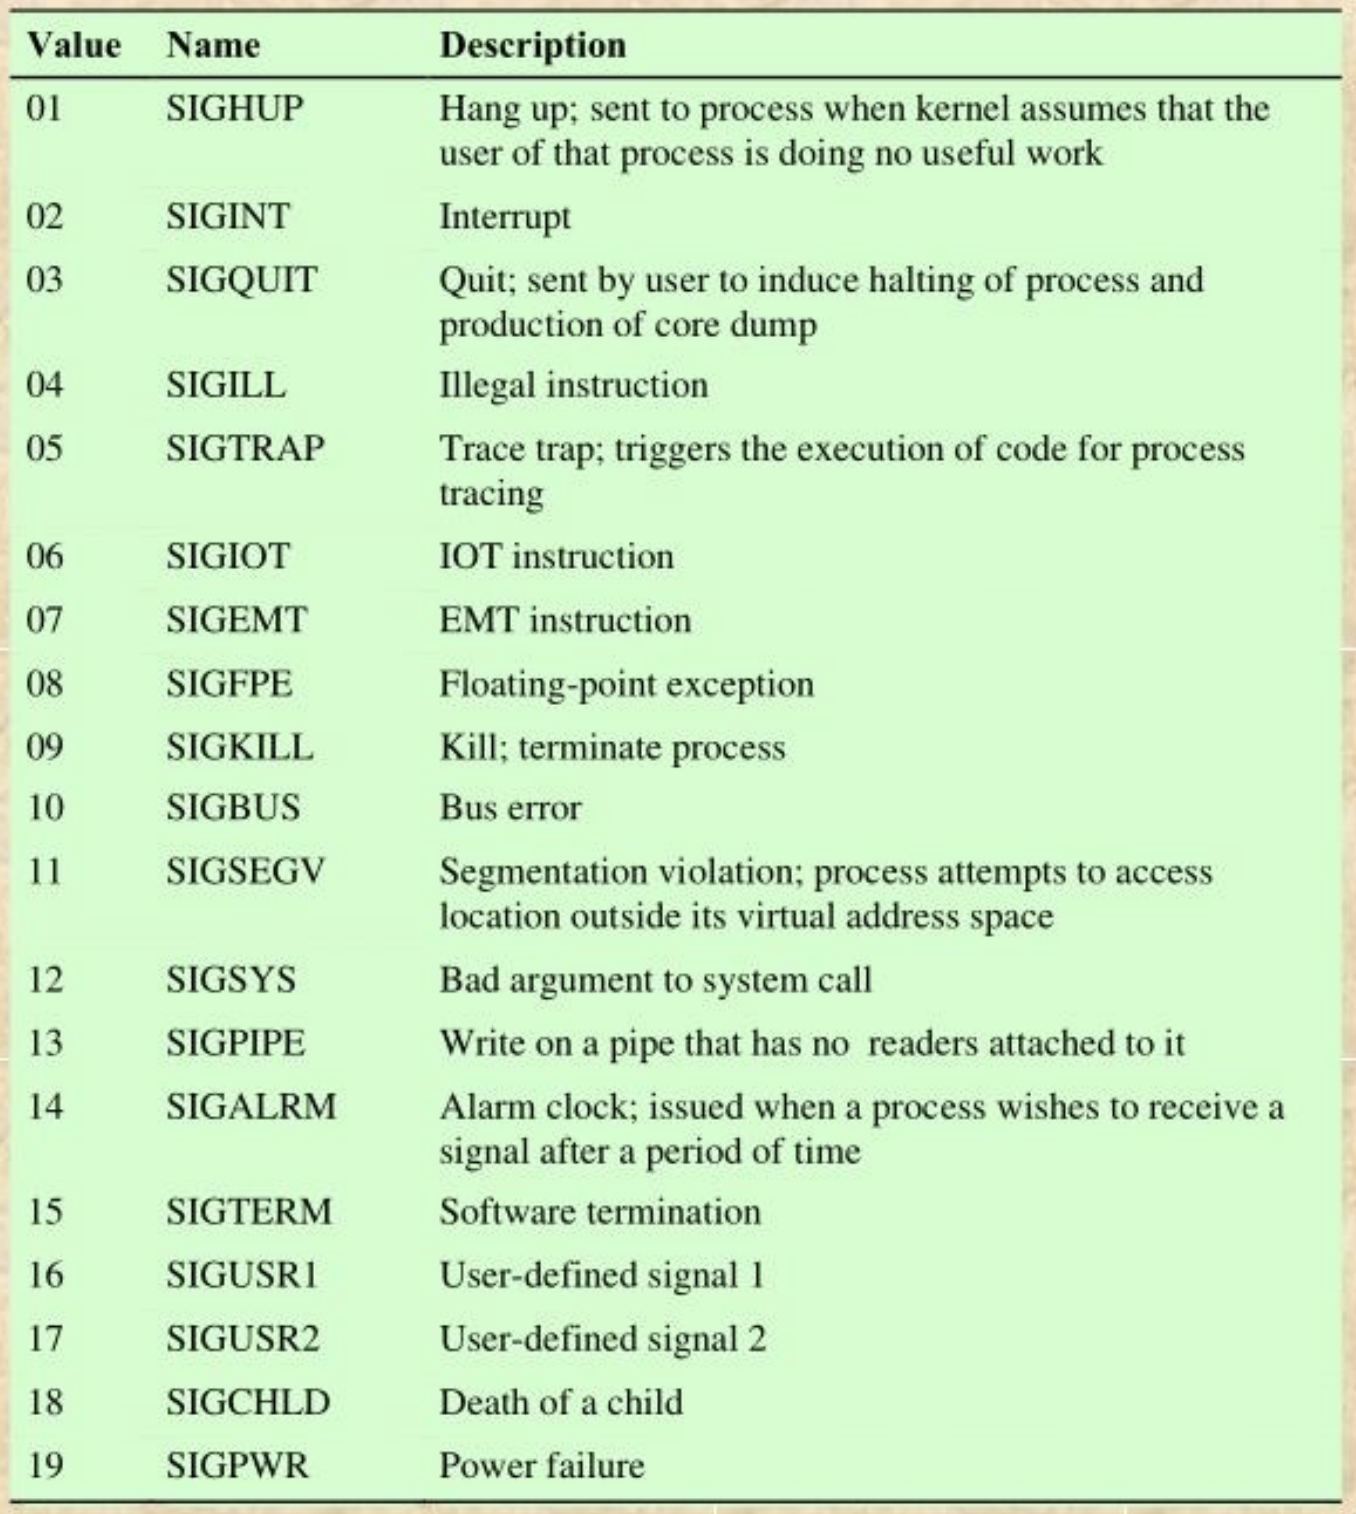 Value Name Description
01 SIGHUP Hang up; sent to process when kernel assumes that the
user of that process is doing no useful work
02 SIGINT Interrupt
03 SIGQUIT Quit; sent by user to induce halting of process and
production of core dump
04 SIGILL Illegal instruction
05 SIGTRAP Trace trap; triggers the execution of code for process
tracing
06 SIGIOT IOT instruction
07 SIGEMT EMT instruction
08 SIGFPE Floating-point exception
09 SIGKILL Kill; terminate process
10 SIGBUS Bus error
11 SIGSEGV Segmentation violation; process attempts to access
location outside its virtual address space
12 SIGSYS Bad argument to system call
13 SIGPIPE Write on a pipe that has no readers attached to it
14 SIGALRM Alarm clock; issued when a process wishes to receive a
signal after a period of time
15 SIGTERM Software termination
16 SIGUSR1 User-defined signal 1
17 SIGUSR2 User-defined signal 2
18 SIGCHLD Death of a child
19 SIGPWR Power failure